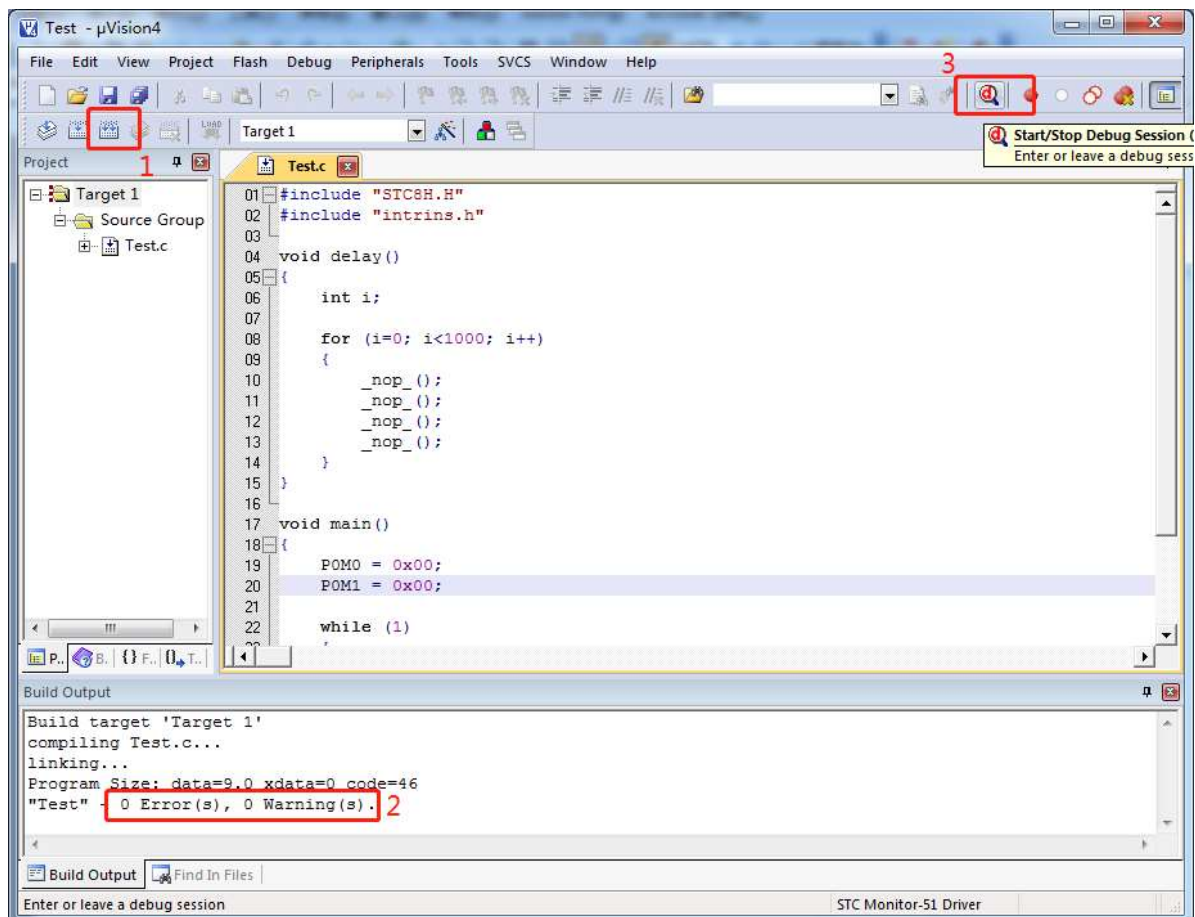 Test - µVision4
File Edit View Project Flash Debug Peripherals Tools SVCS Window Help
3
LOAD
Target 1
Start/Stop Debug Session (
Enter or leave a debug sess
Project
1
Test.c
Target 1
Source Group
Test.c
01 #include "STC8H.H"
02 #include "intrins.h"
03
04 void delay()
05 {
06 int i;
07
08 for (i=0; i<1000; i++)
09 {
10 _nop_();
11 _nop_();
12 _nop_();
13 _nop_();
14 }
15 }
16
17 void main()
18 {
19 P0M0 = 0x00;
20 P0M1 = 0x00;
21
22 while (1)
P.. B.. {} F.. T..
Build Output
Build target 'Target 1'
compiling Test.c...
linking...
Program Size: data=9.0 xdata=0 code=46
"Test" - 0 Error(s), 0 Warning(s).
2
Build Output Find In Files
Enter or leave a debug session STC Monitor-51 Driver